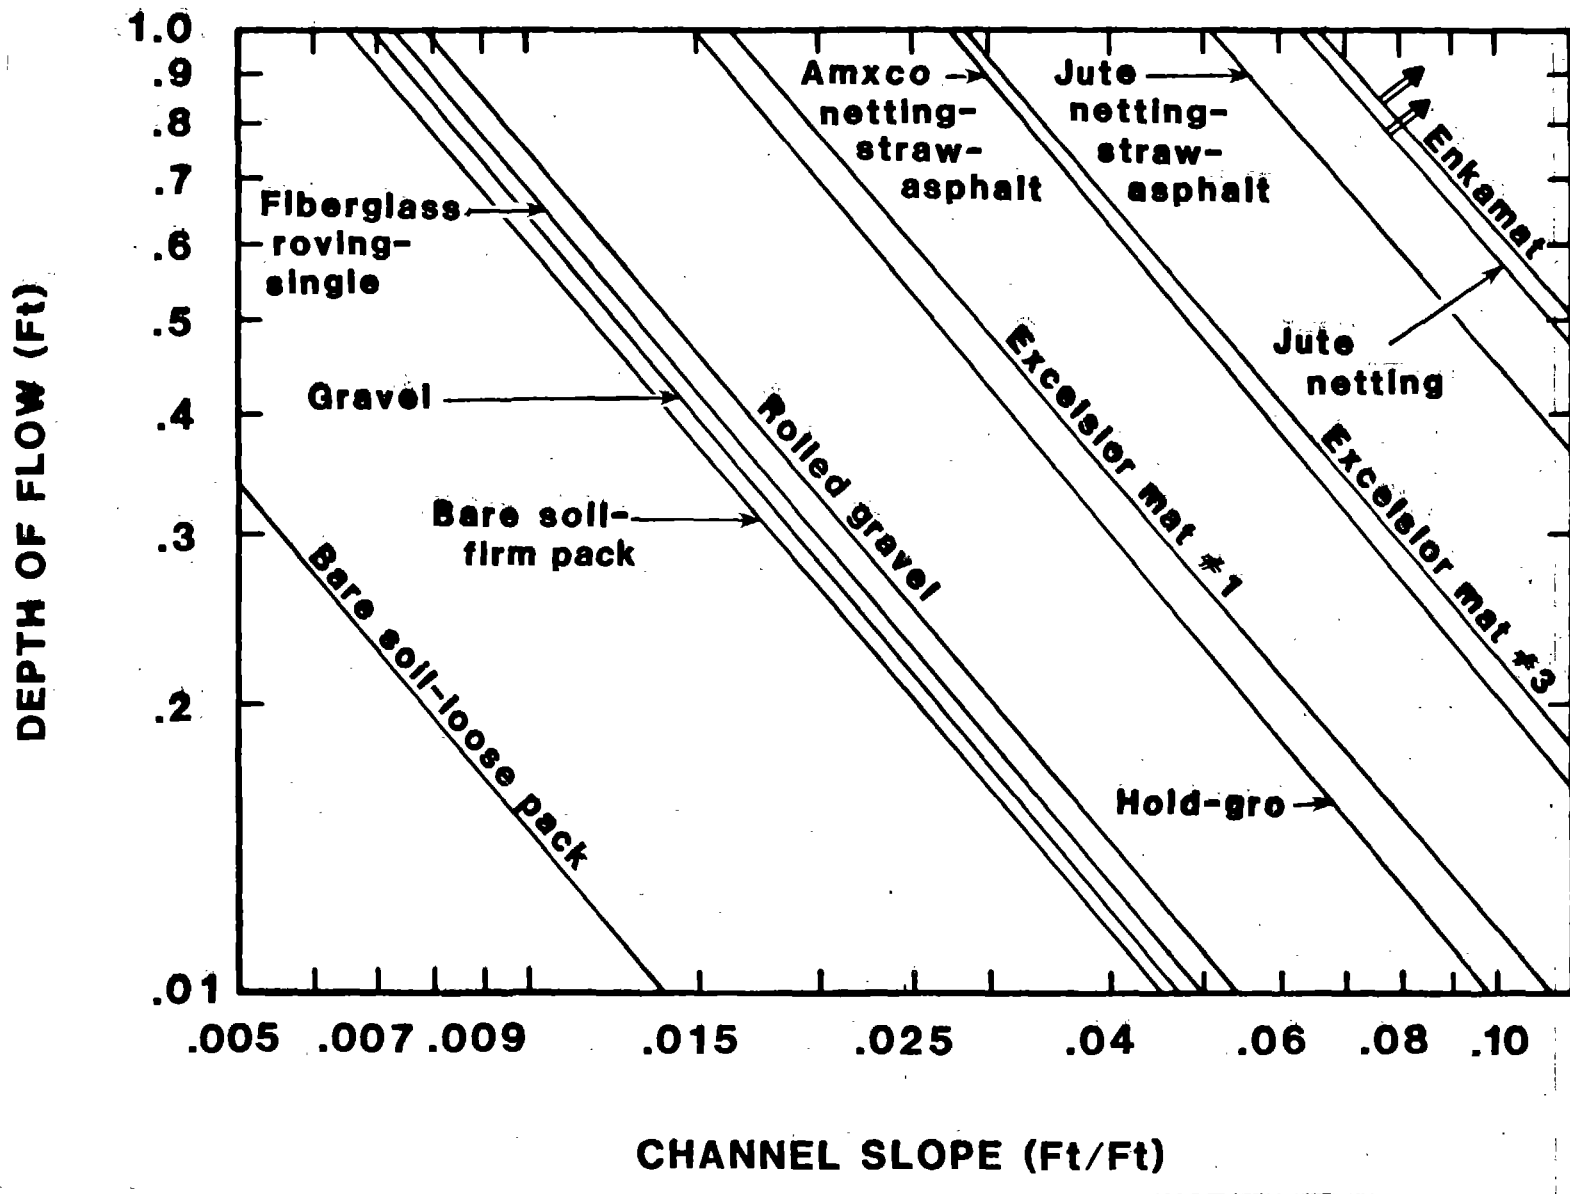 1.0
.9
.8
.7
.6
.5
.4
.3
.2
.01
DEPTH OF FLOW (Ft)
Amxco
netting-
straw-
asphalt
Jute
netting-
straw-
asphalt
Enkamat
Fiberglass
roving-
single
Jute
netting
Gravel
Rolled gravel
Excelsior mat #1
Excelsior mat #3
Bare soil-
firm pack
Bare soil-loose pack
Hold-gro
.005 .007 .009 .015 .025 .04 .06 .08 .10
CHANNEL SLOPE (Ft/Ft)